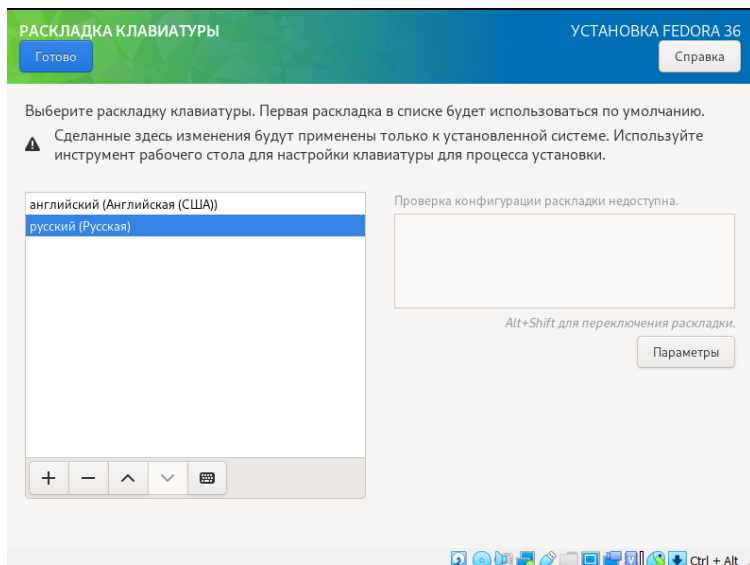 РАСКЛАДКА КЛАВИАТУРЫ
УСТАНОВКА FEDORA 36
Готово
Справка
Выберите раскладку клавиатуры. Первая раскладка в списке будет использоваться по умолчанию.
Сделанные здесь изменения будут применены только к установленной системе. Используйте
инструмент рабочего стола для настройки клавиатуры для процесса установки.
английский (Английская (США))
русский (Русская)
Проверка конфигурации раскладки недоступна.
Alt+Shift для переключения раскладки.
Параметры
Ctrl + Alt